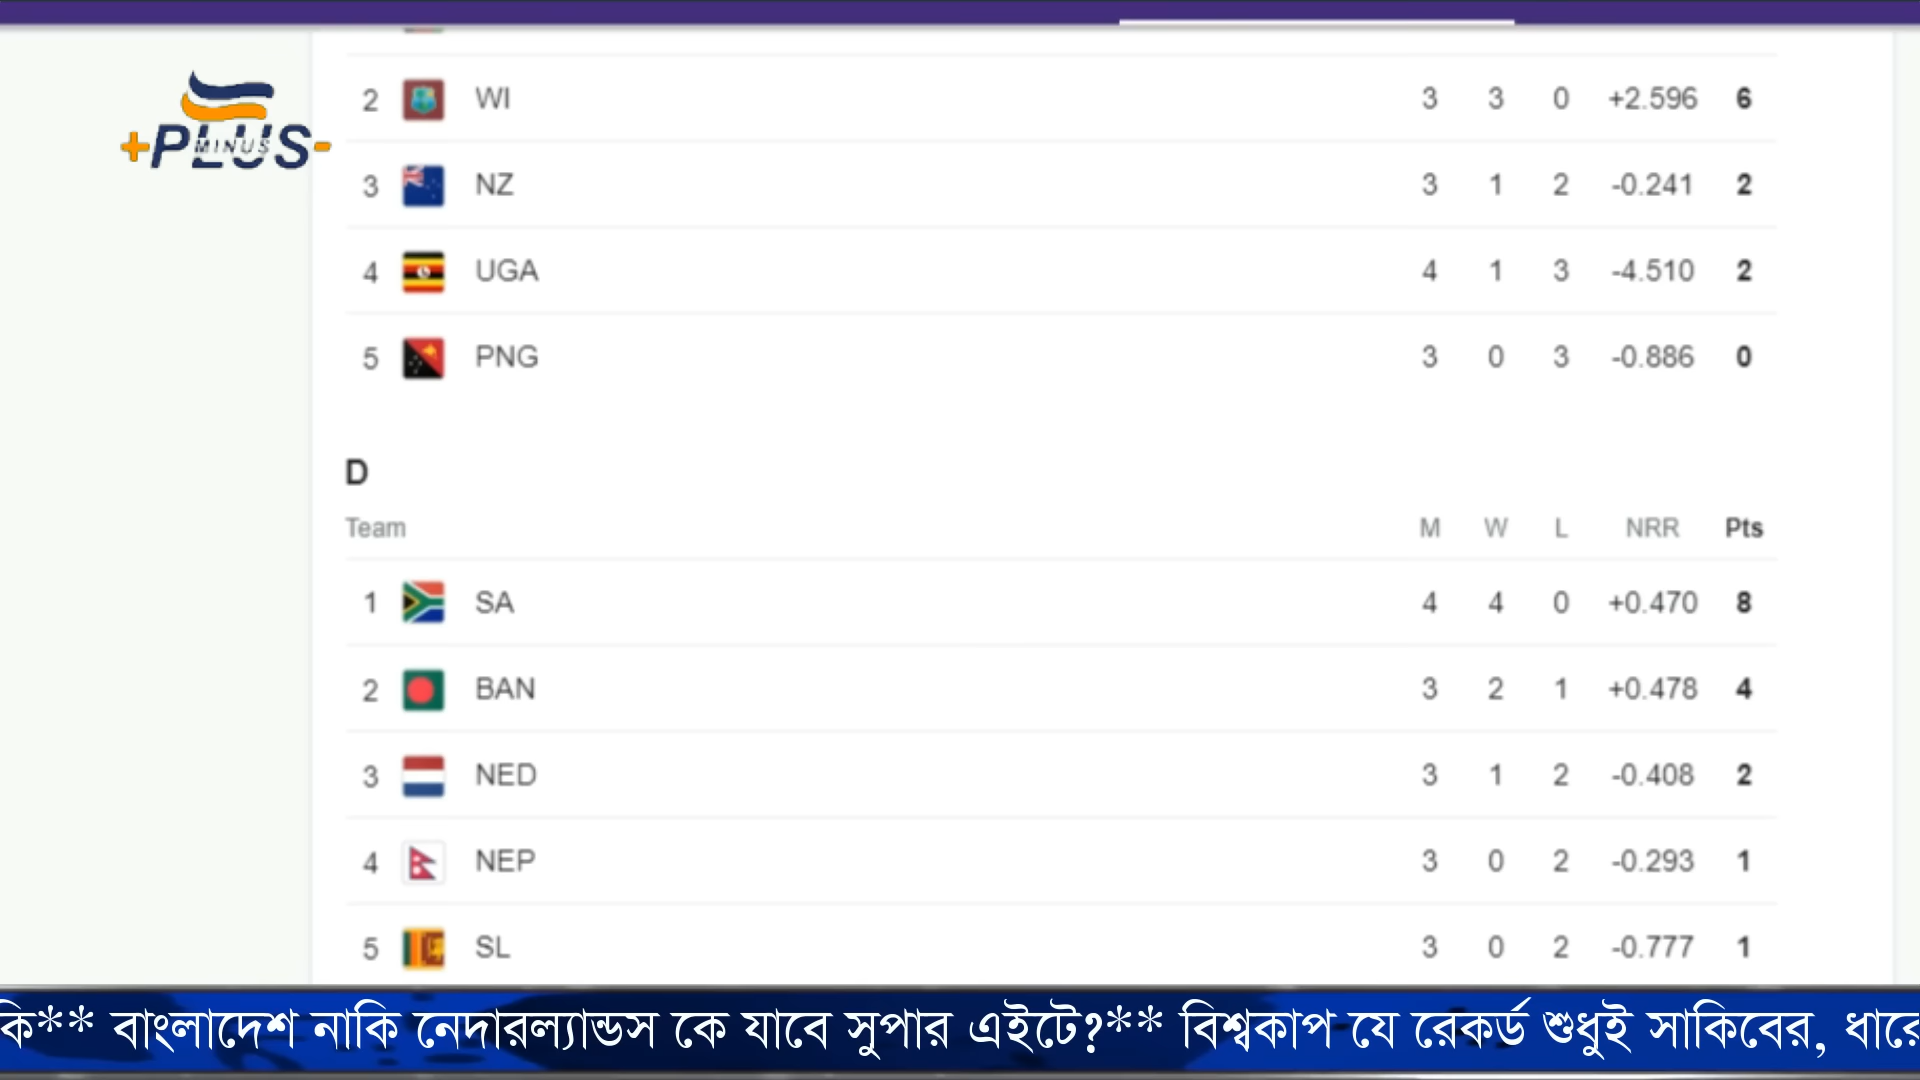 2 WI 3 3 0 +2.596 6
+PLUS-
MINUS
3 NZ 3 1 2 -0.241 2
4 UGA 4 1 3 -4.510 2
5 PNG 3 0 3 -0.886 0
D
Team M W L NRR Pts
1 SA 4 4 0 +0.470 8
2 BAN 3 2 1 +0.478 4
3 NED 3 1 2 -0.408 2
4 NEP 3 0 2 -0.293 1
5 SL 3 0 2 -0.777 1
কি** বাংলাদেশ নাকি নেদারল্যান্ডস কে যাবে সুপার এইটে?** বিশ্বকাপ যে রেকর্ড শুধুই সাকিবের, ধারে